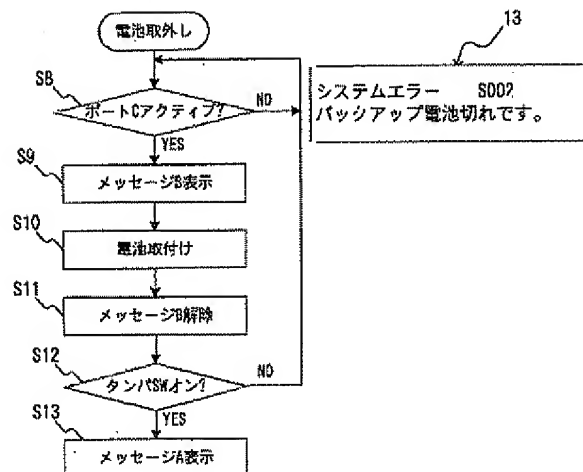 電池取外し
13
S8
ポートCアクティブ?
NO
YES
システムエラー SD02
バッシアップ電池切れです。
S9
メッセージB表示
S10
電池取付け
S11
メッセージB解除
S12
タンパSWオン?
NO
YES
S13
メッセージA表示